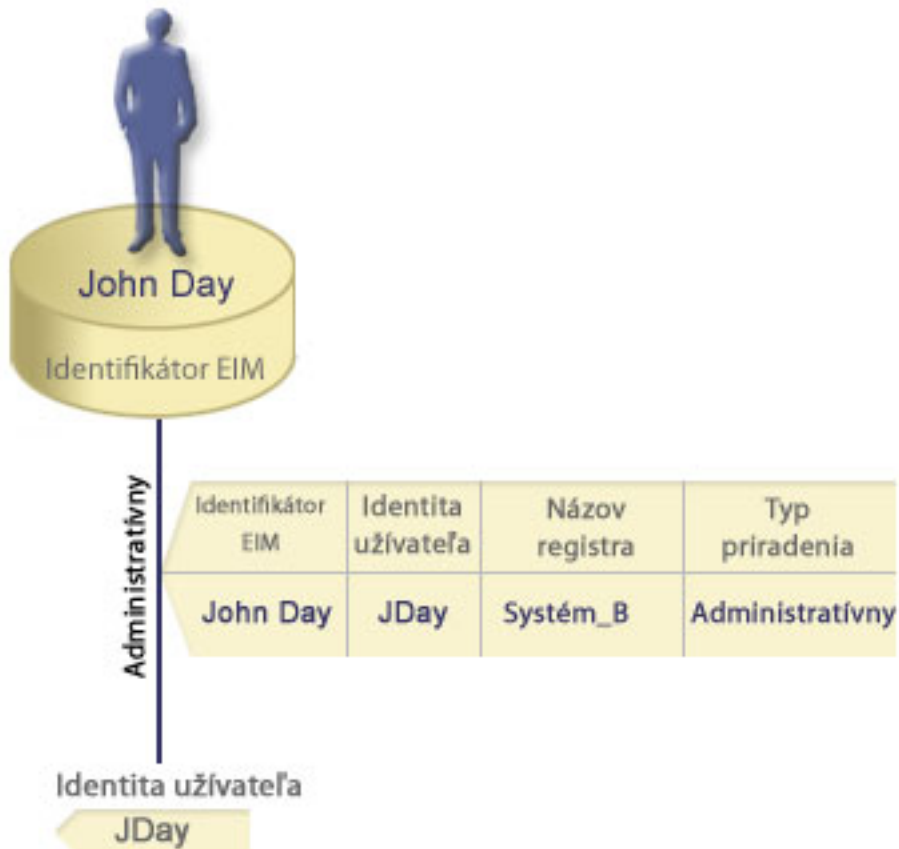 John Day
Identifikátor EIM
Administratívny
Identifikátor EIM
Identita užívateľa
Názov registra
Typ priradenia
John Day
JDay
Systém_B
Administratívny
Identita užívateľa
JDay